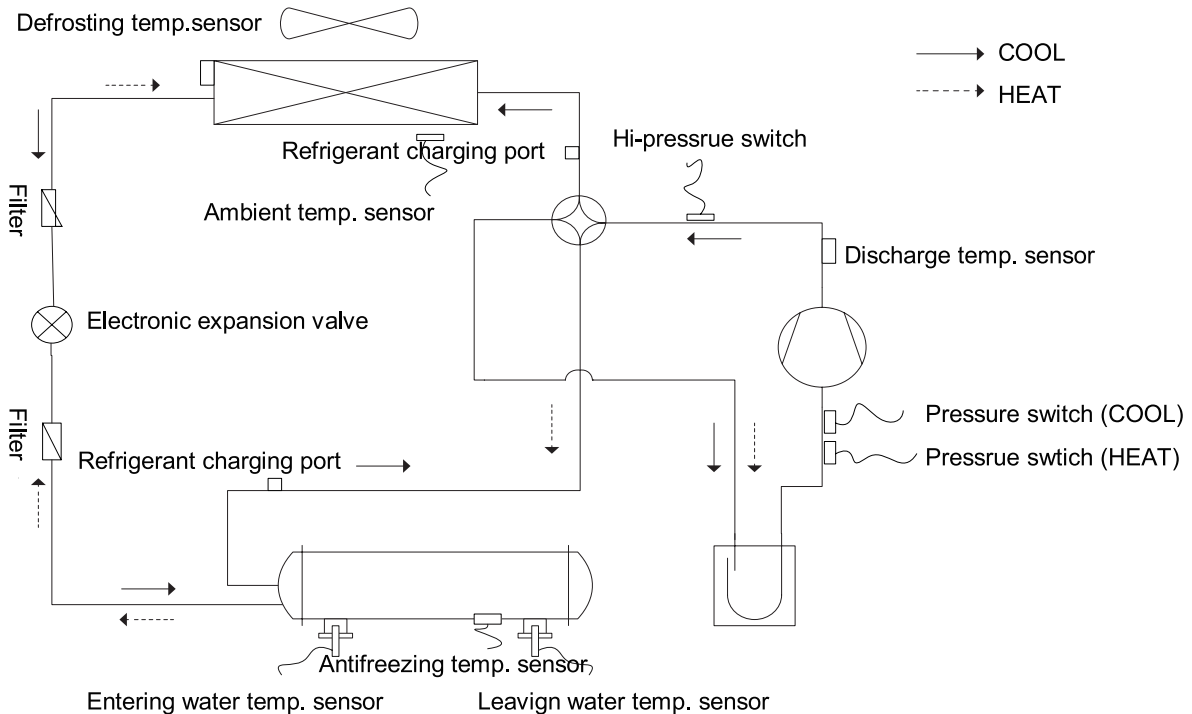 Defrosting temp.sensor
COOL
HEAT
Refrigerant charging port
Hi-pressrue switch
Filter
Ambient temp. sensor
Discharge temp. sensor
Electronic expansion valve
Filter
Pressure switch (COOL)
Refrigerant charging port
Pressrue swtich (HEAT)
Antifreezing temp. sensor
Entering water temp. sensor
Leavign water temp. sensor